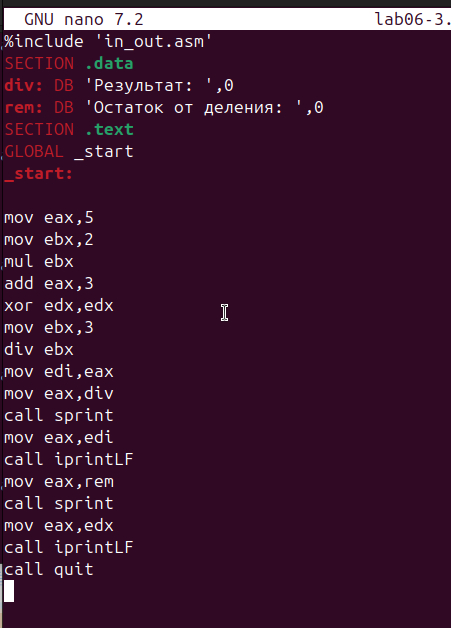 GNU nano 7.2 lab06-3.
%include 'in_out.asm'
SECTION .data
div: DB 'Результат: ',0
rem: DB 'Остаток от деления: ',0
SECTION .text
GLOBAL _start
_start:
mov eax,5
mov ebx,2
mul ebx
add eax,3
xor edx,edx
mov ebx,3
div ebx
mov edi,eax
mov eax,div
call sprint
mov eax,edi
call iprintLF
mov eax,rem
call sprint
mov eax,edx
call iprintLF
call quit